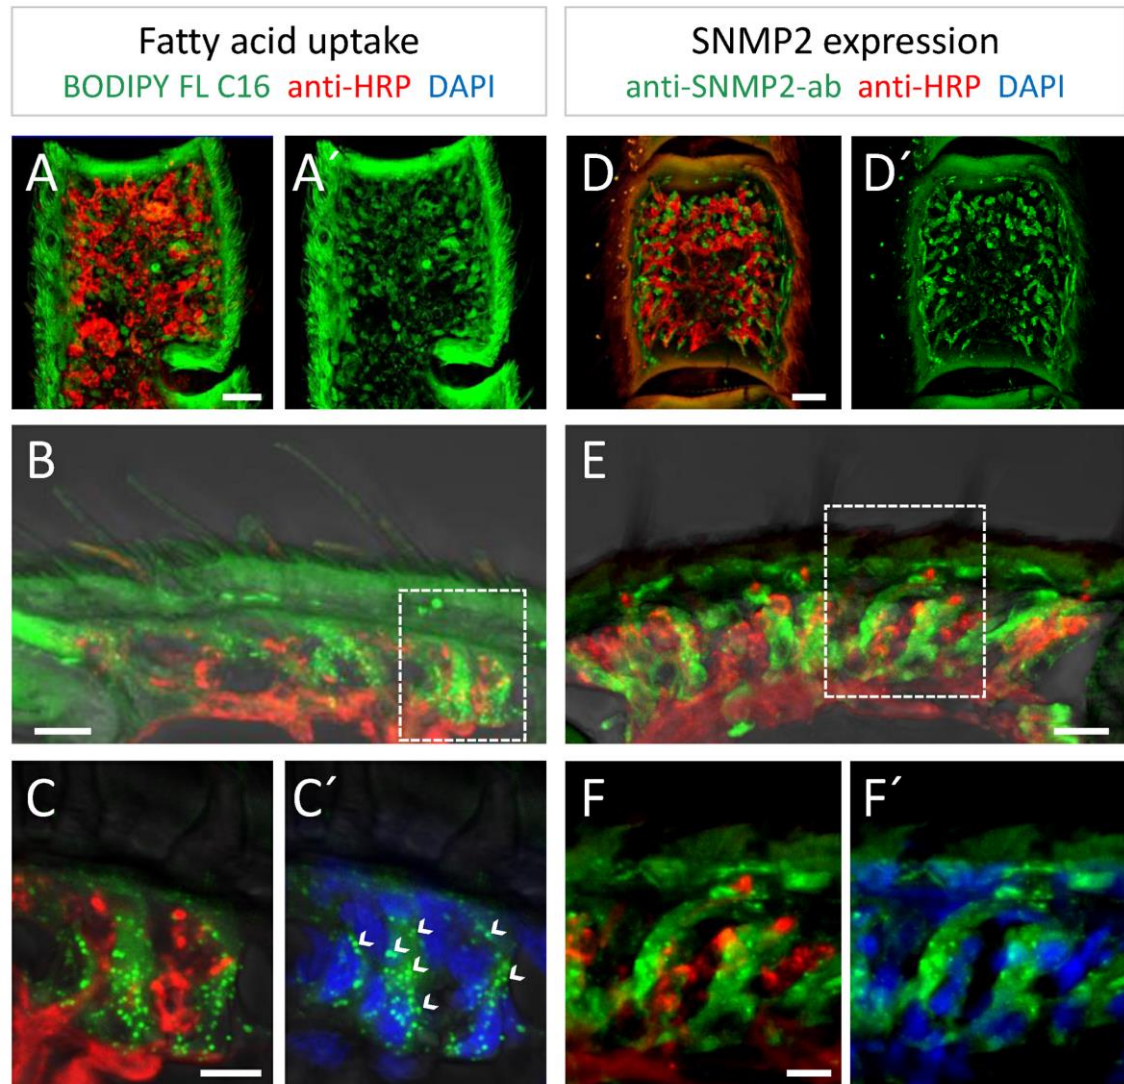 Fatty acid uptake
BODIPY FL C16 anti-HRP DAPI
SNMP2 expression
anti-SNMP2-ab anti-HRP DAPI
A
A´
D
D´
B
E
C
C´
F
F´